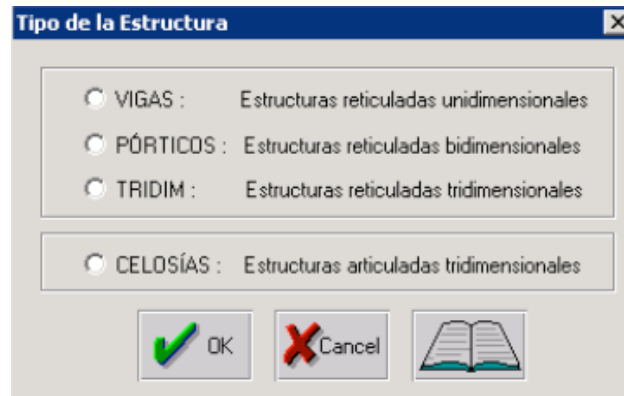 Tipo de la Estructura
VIGAS : Estructuras reticuladas unidimensionales
PÓRTICOS : Estructuras reticuladas bidimensionales
TRIDIM : Estructuras reticuladas tridimensionales
CELOSÍAS : Estructuras articuladas tridimensionales
OK Cancel